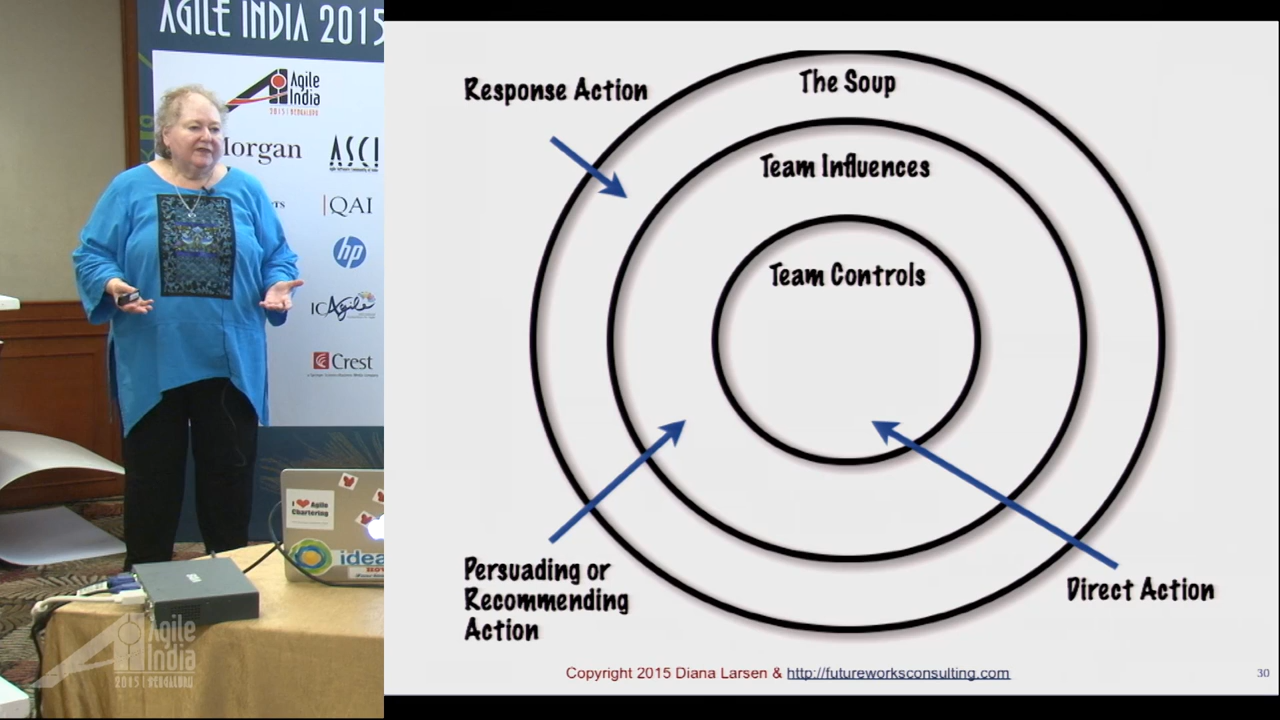 AGILE INDIA 2015
Agile
India
2015 | BENGALURU
Morgan
ASCI
QAI
hp
ICAgile
Crest
I ❤ Agile
Chartering
idea
Agile
India
2015 | BENGALURU
Response Action
The Soup
Team Influences
Team Controls
Persuading or
Recommending
Action
Direct Action
Copyright 2015 Diana Larsen & http://futureworksconsulting.com
30